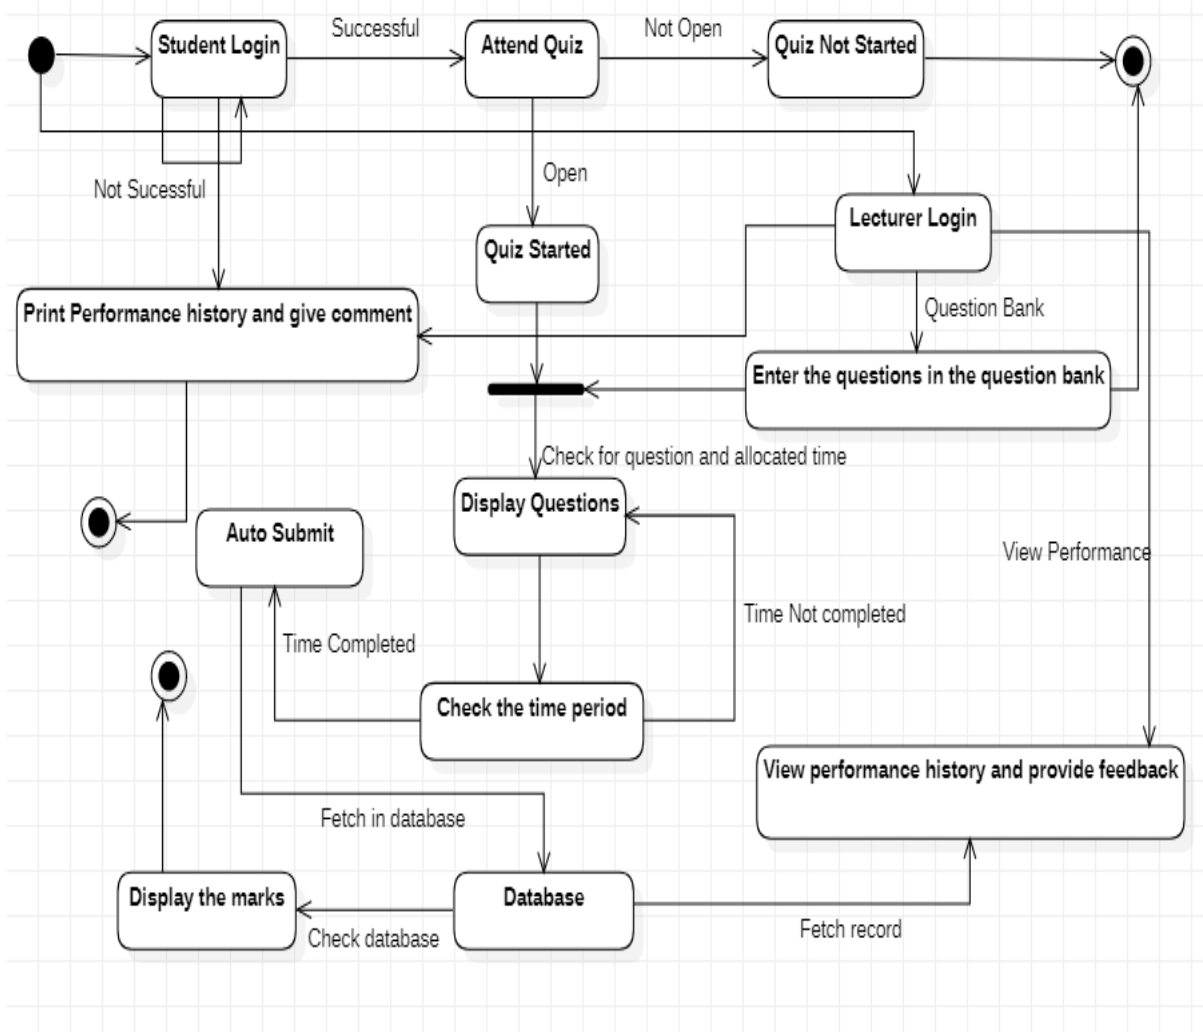 Successful
Not Open
Student Login
Attend Quiz
Quiz Not Started
Open
Not Sucessful
Lecturer Login
Quiz Started
Question Bank
Print Performance history and give comment
Enter the questions in the question bank
Check for question and allocated time
Display Questions
Auto Submit
View Performance
Time Not completed
Time Completed
Check the time period
View performance history and provide feedback
Fetch in database
Display the marks
Database
Fetch record
Check database